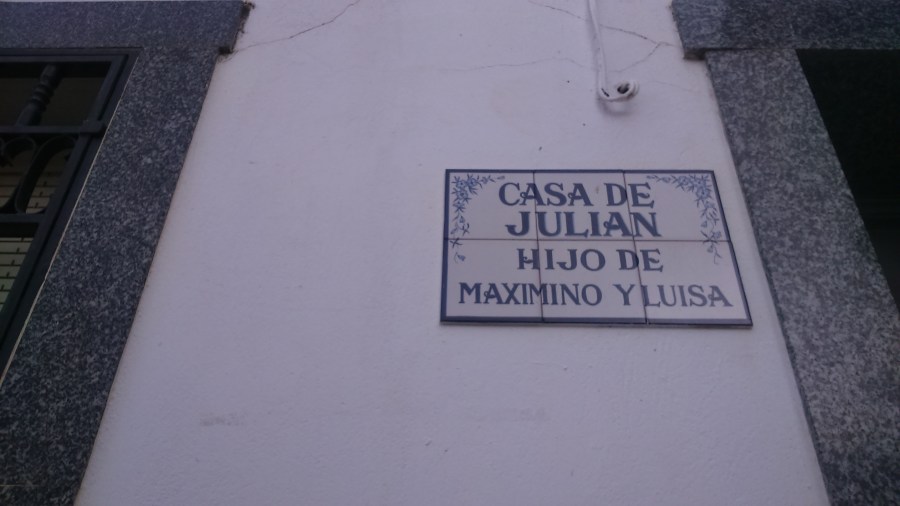 CASA DE
JULIAN
HIJO DE
MAXIMINO Y LUISA